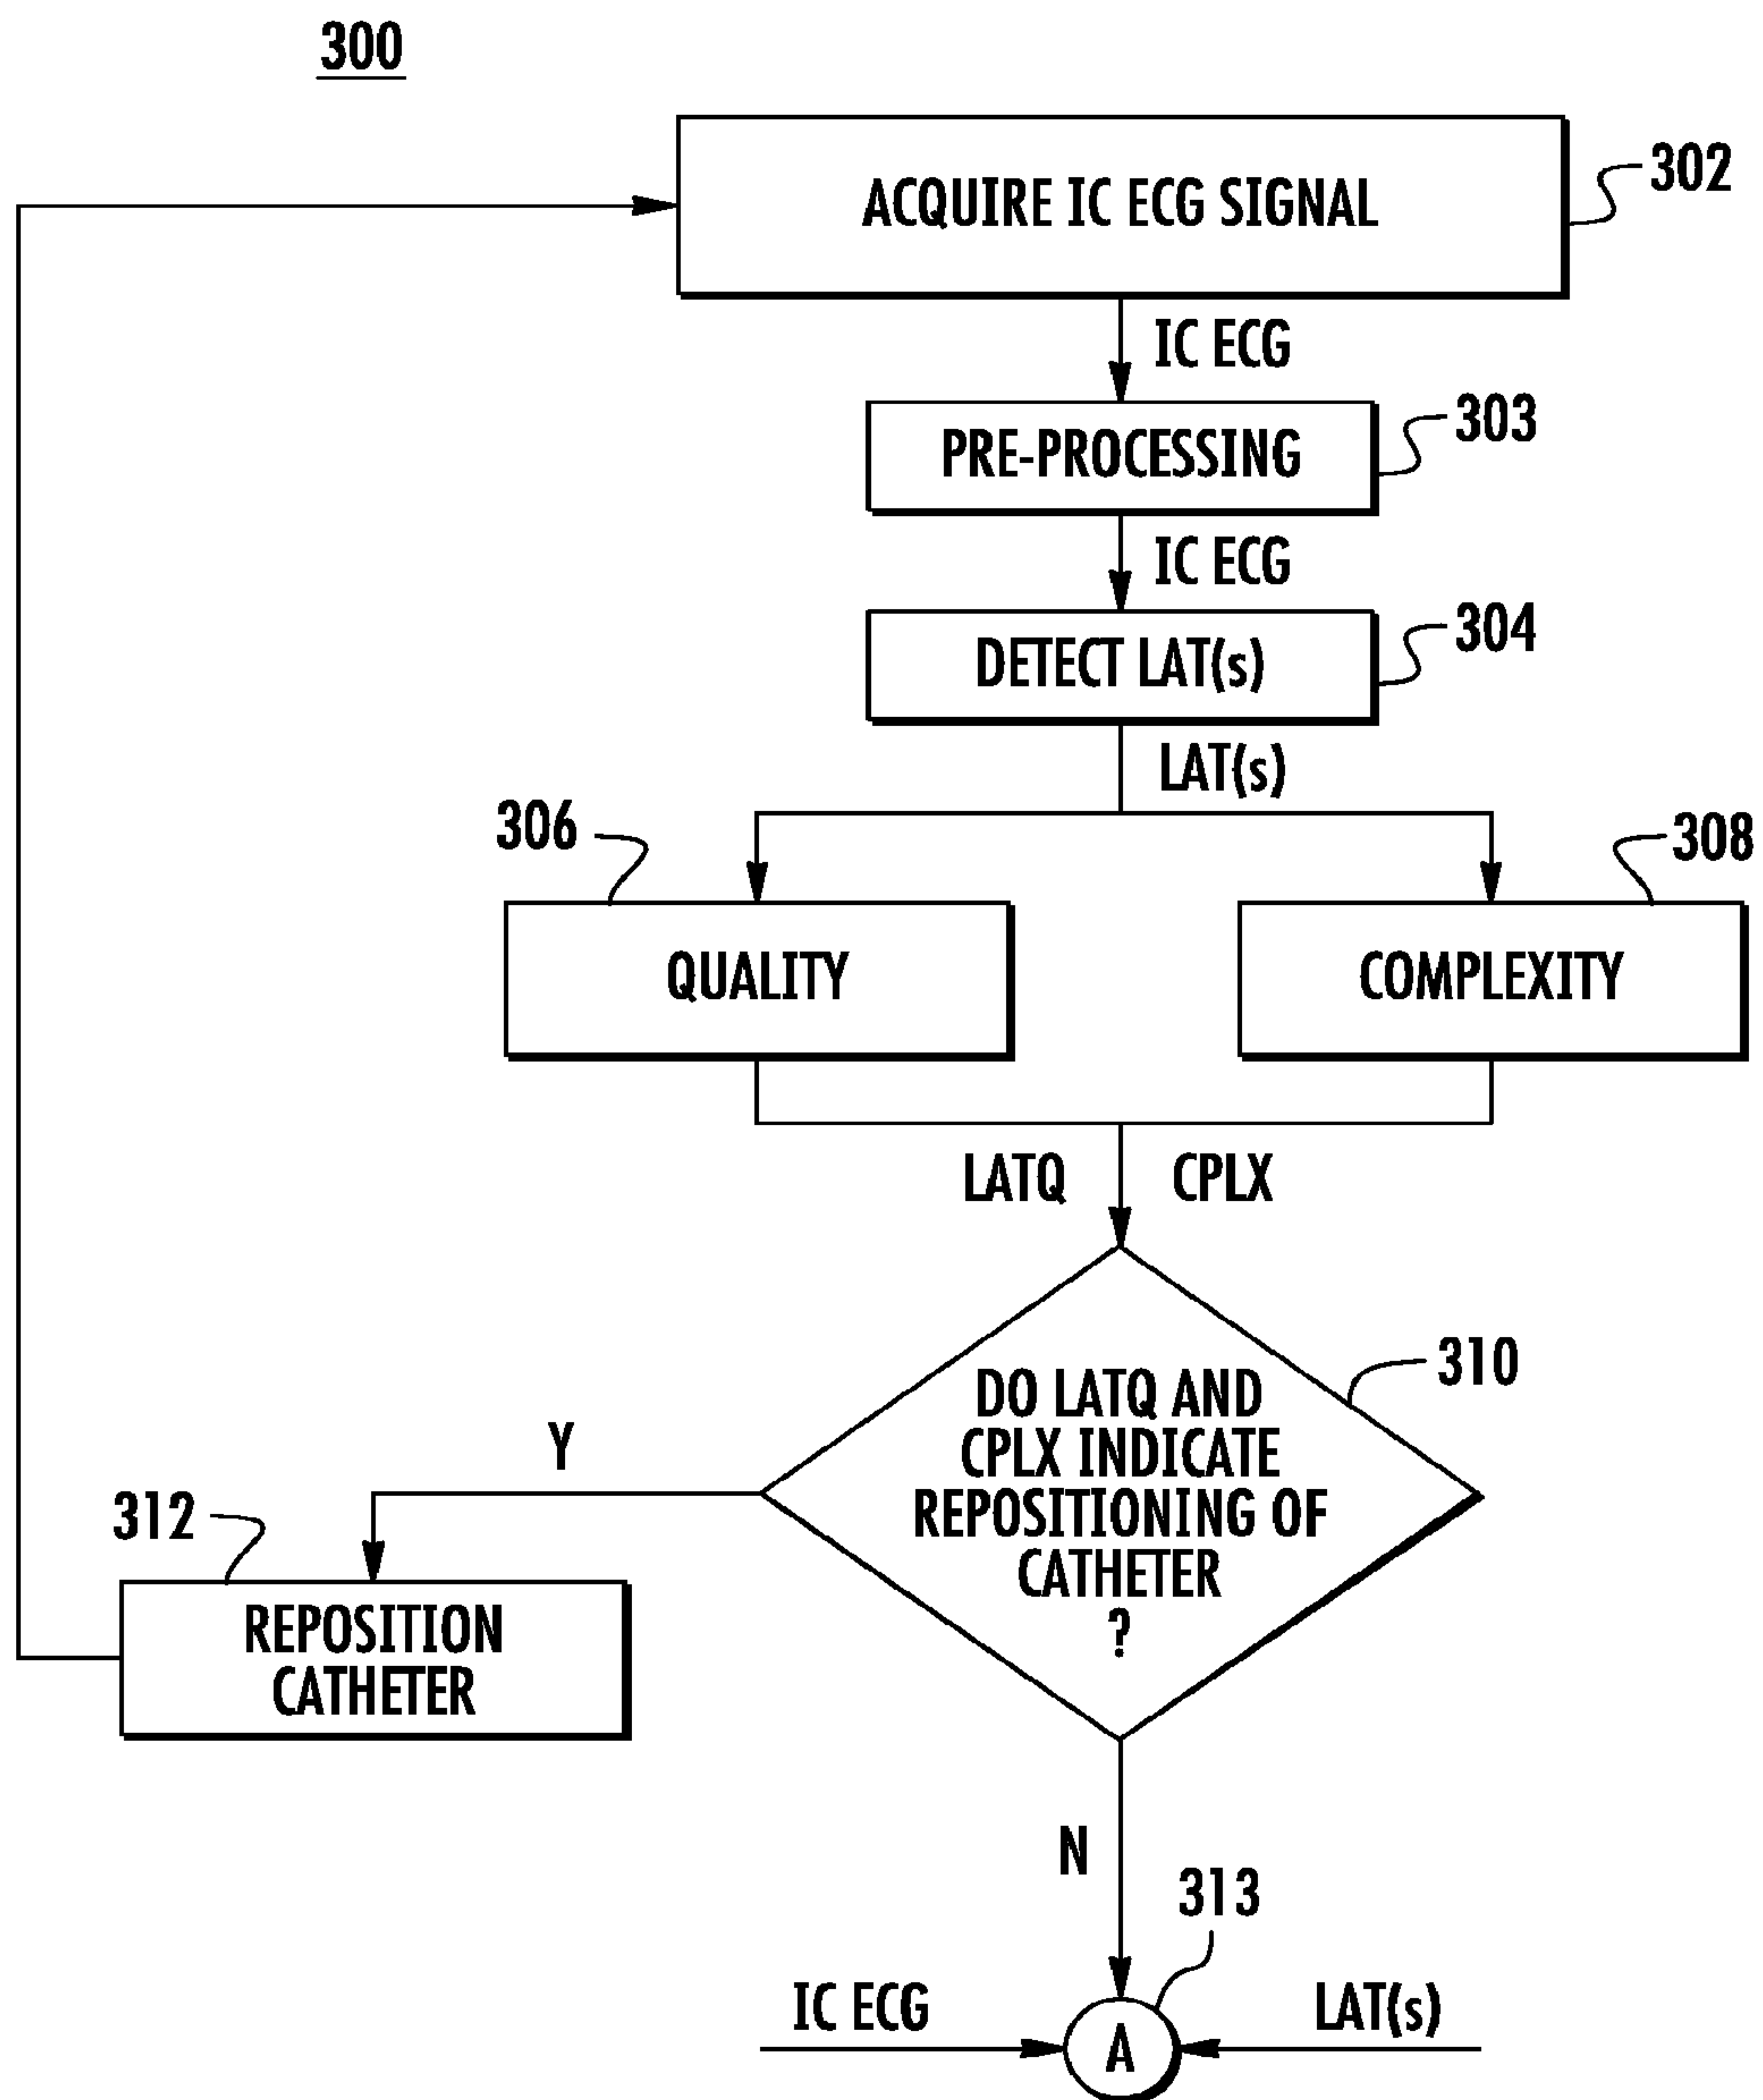 300
ACQUIRE IC ECG SIGNAL
302
IC ECG
PRE-PROCESSING
303
IC ECG
DETECT LAT(s)
304
LAT(s)
306
308
QUALITY
COMPLEXITY
LATQ
CPLX
310
DO LATQ AND
CPLX INDICATE
REPOSITIONING OF
CATHETER
?
Y
312
REPOSITION
CATHETER
N
313
IC ECG
A
LAT(s)